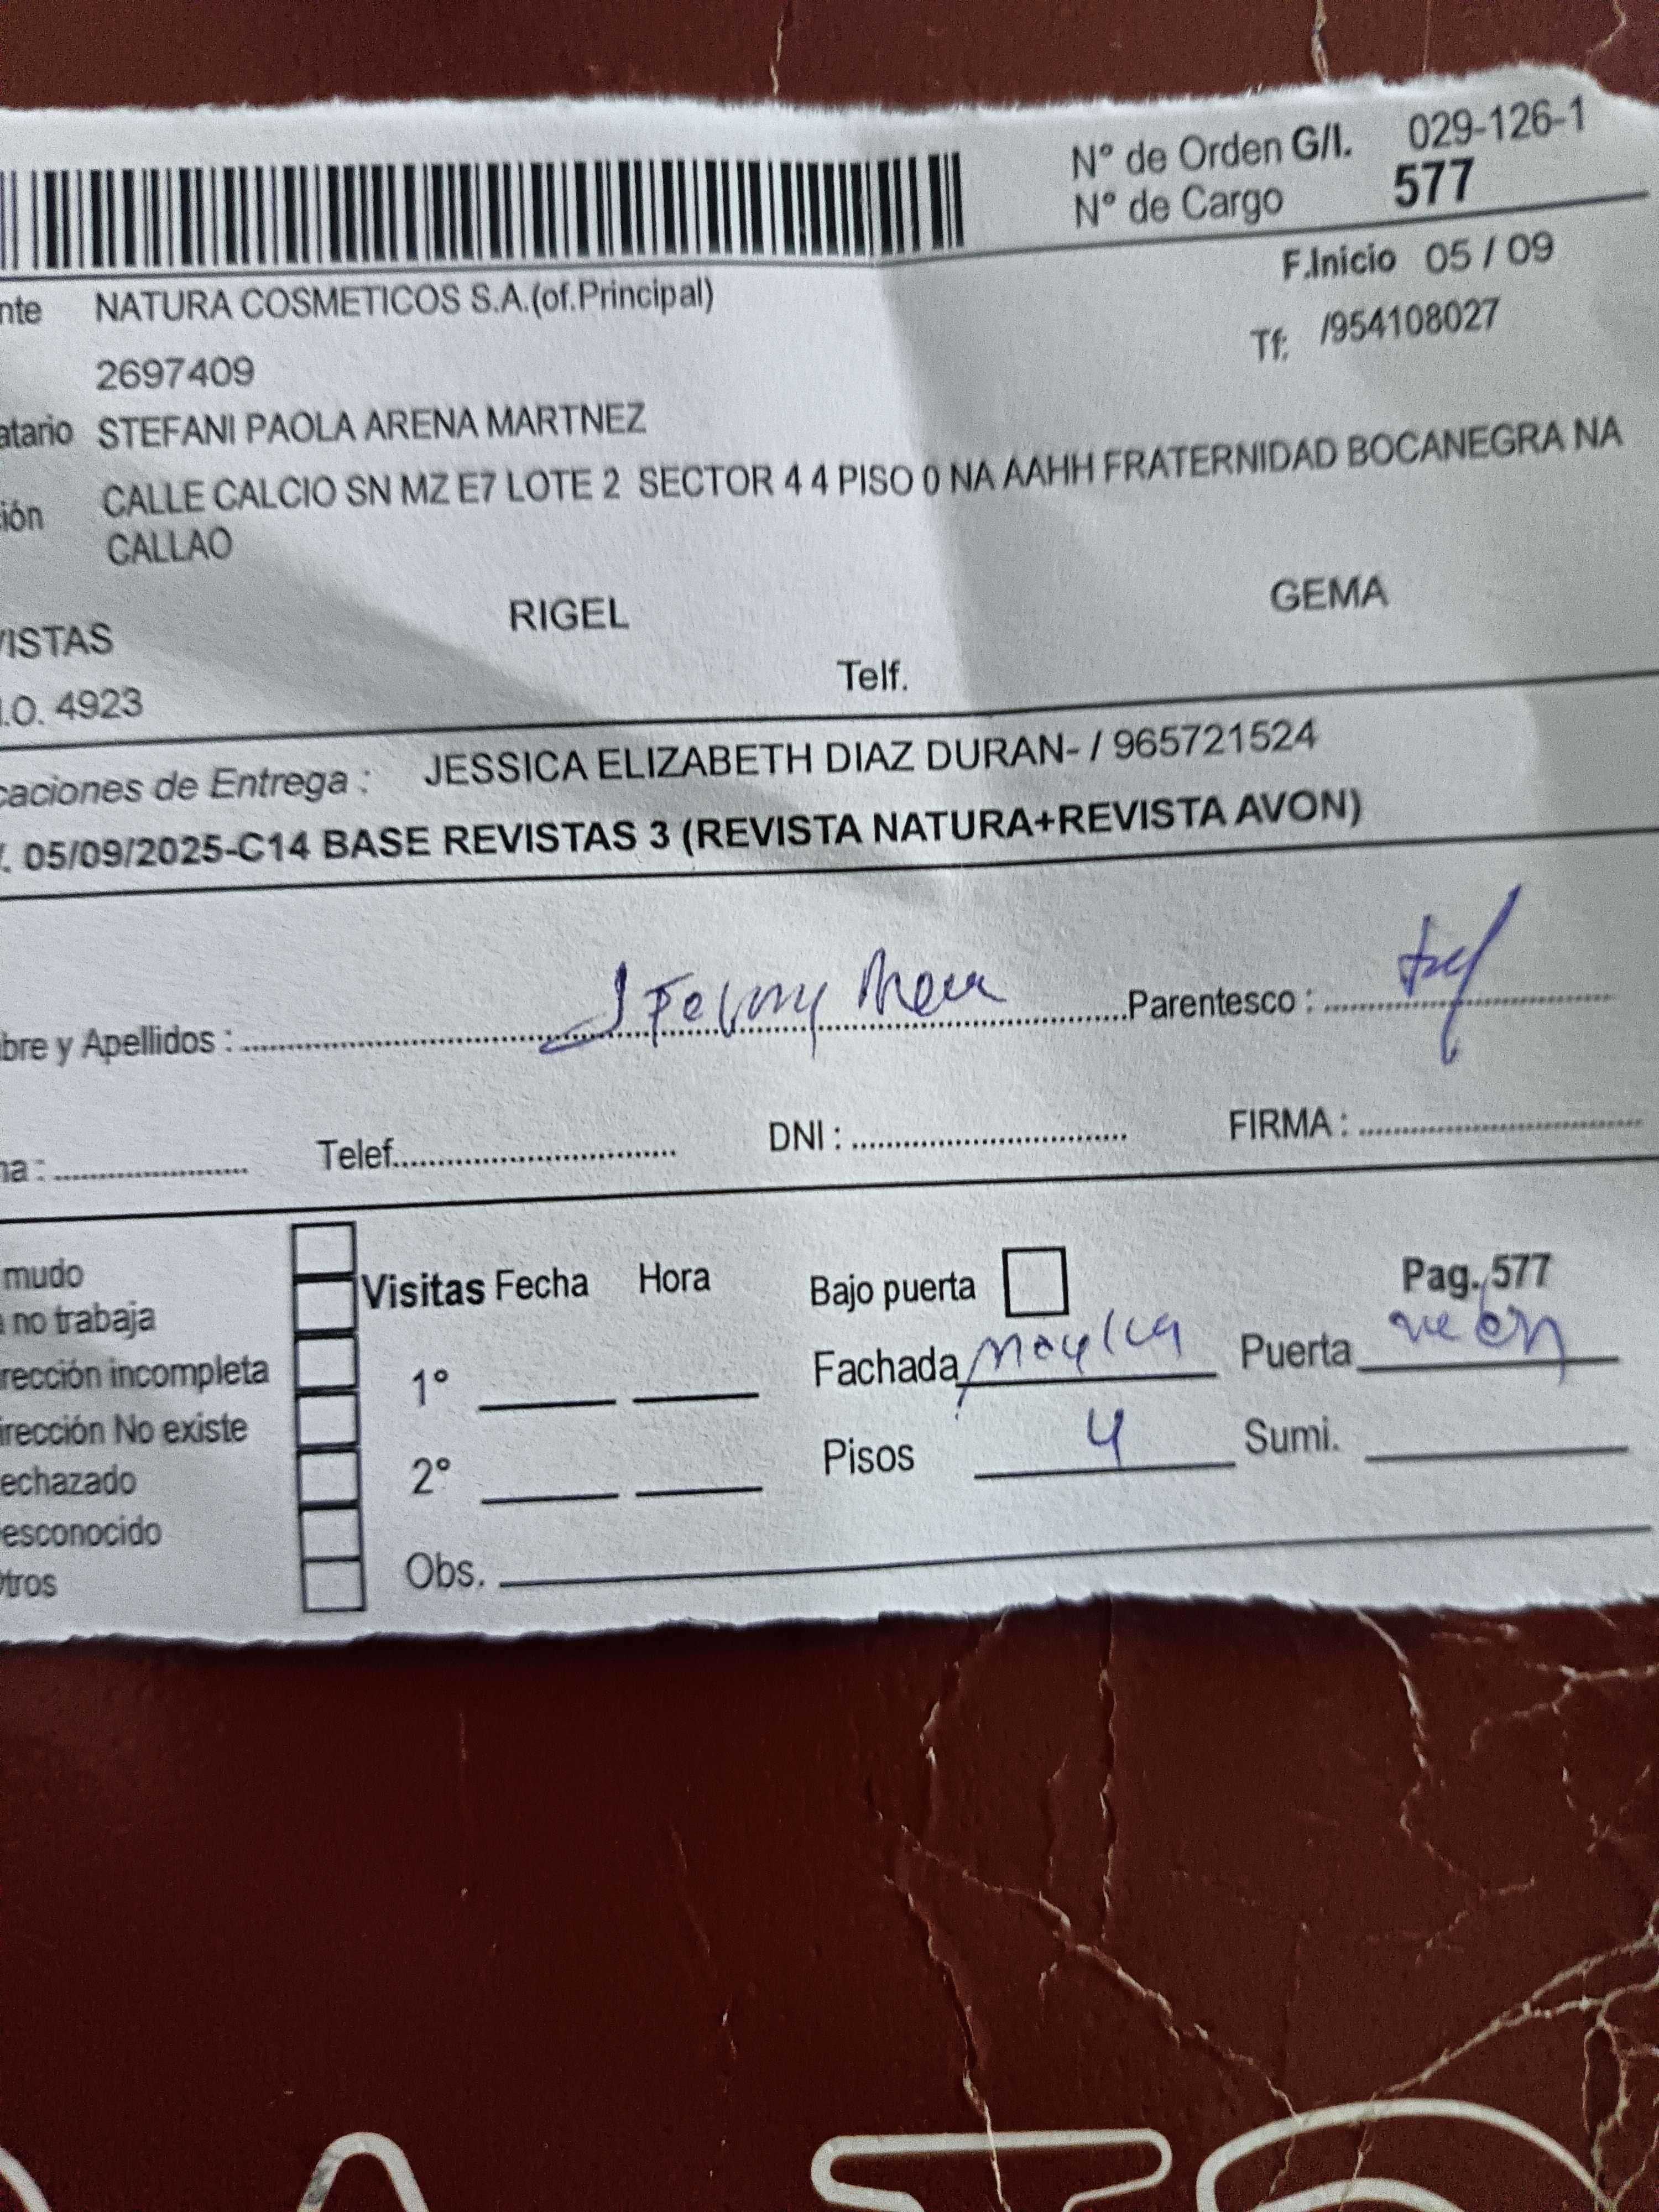 N° de Orden G/I. 029-126-1
N° de Cargo 577
F.Inicio 05 / 09
nte NATURA COSMETICOS S.A.(of.Principal)
Tf: /954108027
2697409
atario STEFANI PAOLA ARENA MARTNEZ
ción CALLE CALCIO SN MZ E7 LOTE 2 SECTOR 4 4 PISO 0 NA AAHH FRATERNIDAD BOCANEGRA NA
CALLAO
VISTAS RIGEL GEMA
.O. 4923 Telf.
caciones de Entrega : JESSICA ELIZABETH DIAZ DURAN- / 965721524
. 05/09/2025-C14 BASE REVISTAS 3 (REVISTA NATURA+REVISTA AVON)
bre y Apellidos : Parentesco :
na : Telef. DNI : FIRMA :
mudo
Visitas Fecha Hora Bajo puerta Pag. 577
no trabaja
rección incompleta 1° Fachada Puerta
irección No existe
echazado 2° Pisos 4 Sumi.
esconocido
Otros Obs.